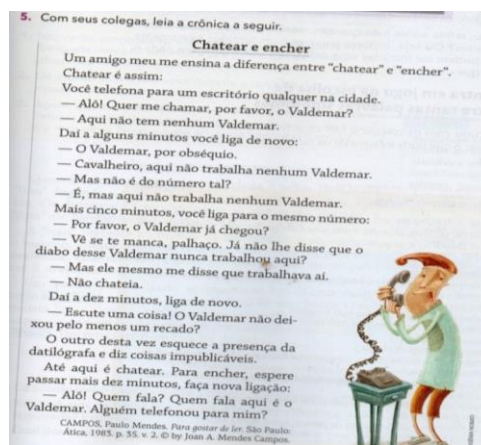 5. Com seus colegas, leia a crônica a seguir.
Chatear e encher
Um amigo meu me ensina a diferença entre "chatear" e "encher".
Chatear é assim:
Você telefona para um escritório qualquer na cidade.
— Alô! Quer me chamar, por favor, o Valdemar?
— Aqui não tem nenhum Valdemar.
Daí a alguns minutos você liga de novo:
— O Valdemar, por obséquio.
— Cavalheiro, aqui não trabalha nenhum Valdemar.
— Mas não é do número tal?
— É, mas aqui não trabalha nenhum Valdemar.
Mais cinco minutos, você liga para o mesmo número:
— Por favor, o Valdemar já chegou?
— Vê se te manca, palhaço. Já não lhe disse que o
diabo desse Valdemar nunca trabalhou aqui?
— Mas ele mesmo me disse que trabalhava aí.
— Não chateia.
Daí a dez minutos, liga de novo.
— Escute uma coisa! O Valdemar não dei-
xou pelo menos um recado?
O outro desta vez esquece a presença da
datilógrafa e diz coisas impublicáveis.
Até aqui é chatear. Para encher, espere
passar mais dez minutos, faça nova ligação:
— Alô! Quem fala? Quem fala aqui é o
Valdemar. Alguém telefonou para mim?
CAMPOS, Paulo Mendes. Para gostar de ler. São Paulo:
Ática, 1983. p. 35. v. 2. © by Joan A. Mendes Campos.